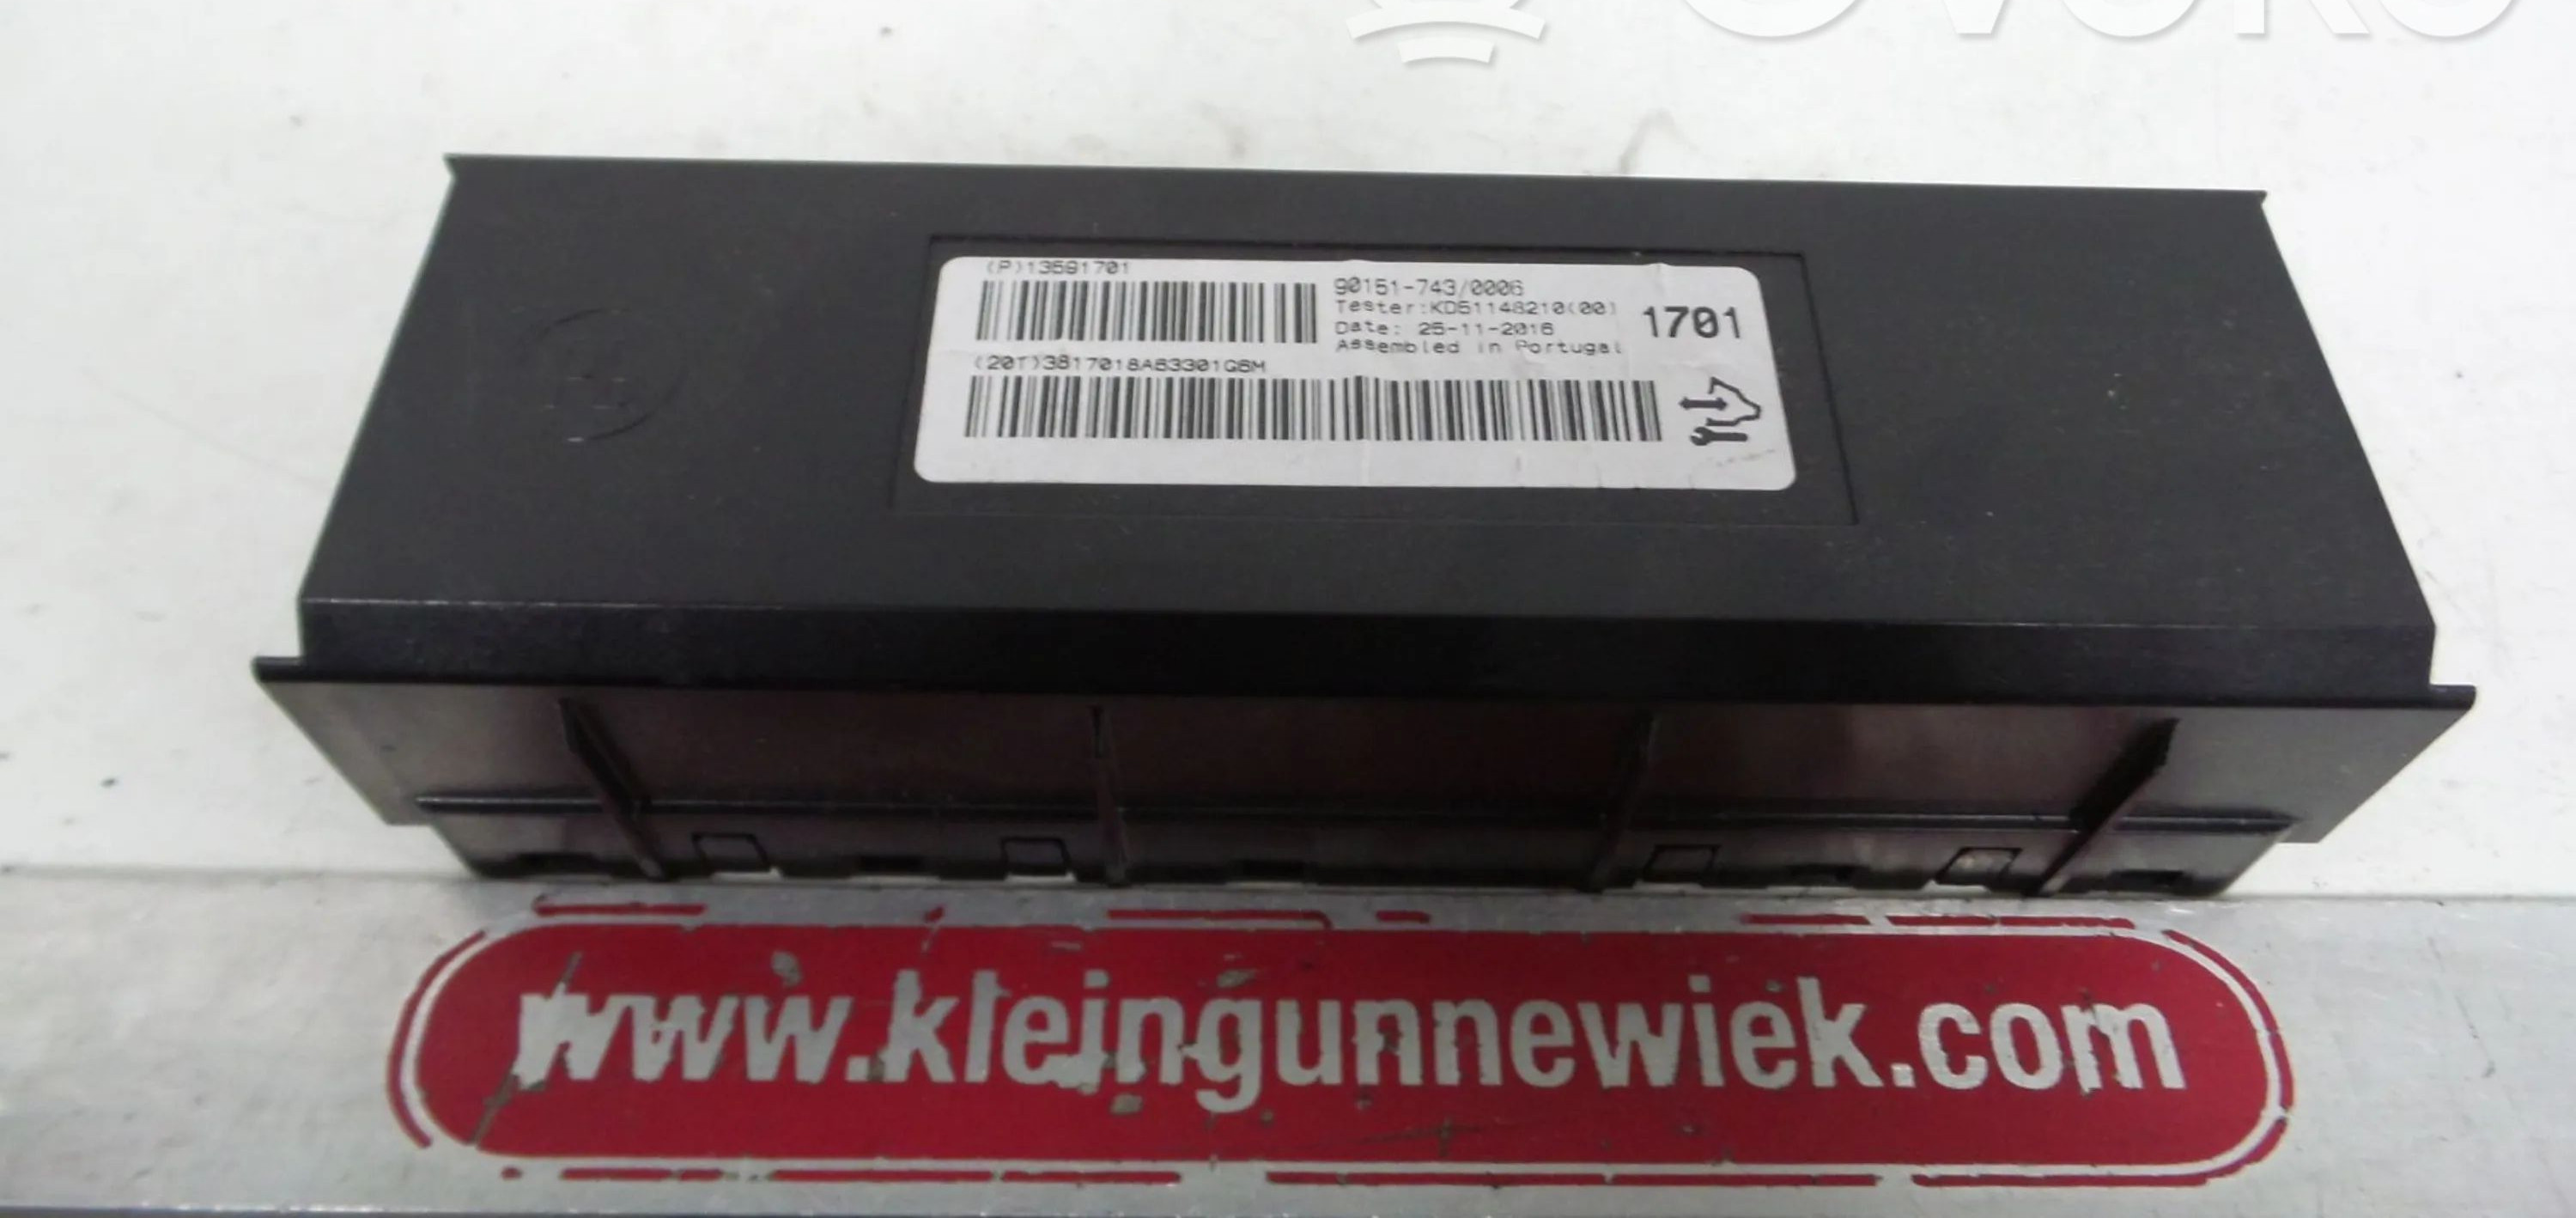 OVOKO
(P)13591701
90151-743/0006
Tester:KD51148210(00)
Date: 25-11-2016
Assembled in Portugal
1701
(20T)3817018A63301G6M
www.kleingunnewiek.com